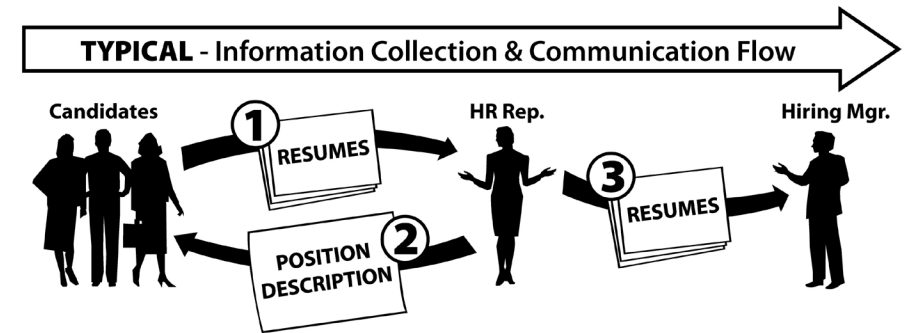 TYPICAL - Information Collection & Communication Flow
Candidates
HR Rep.
Hiring Mgr.
1
RESUMES
2
POSITION
DESCRIPTION
3
RESUMES